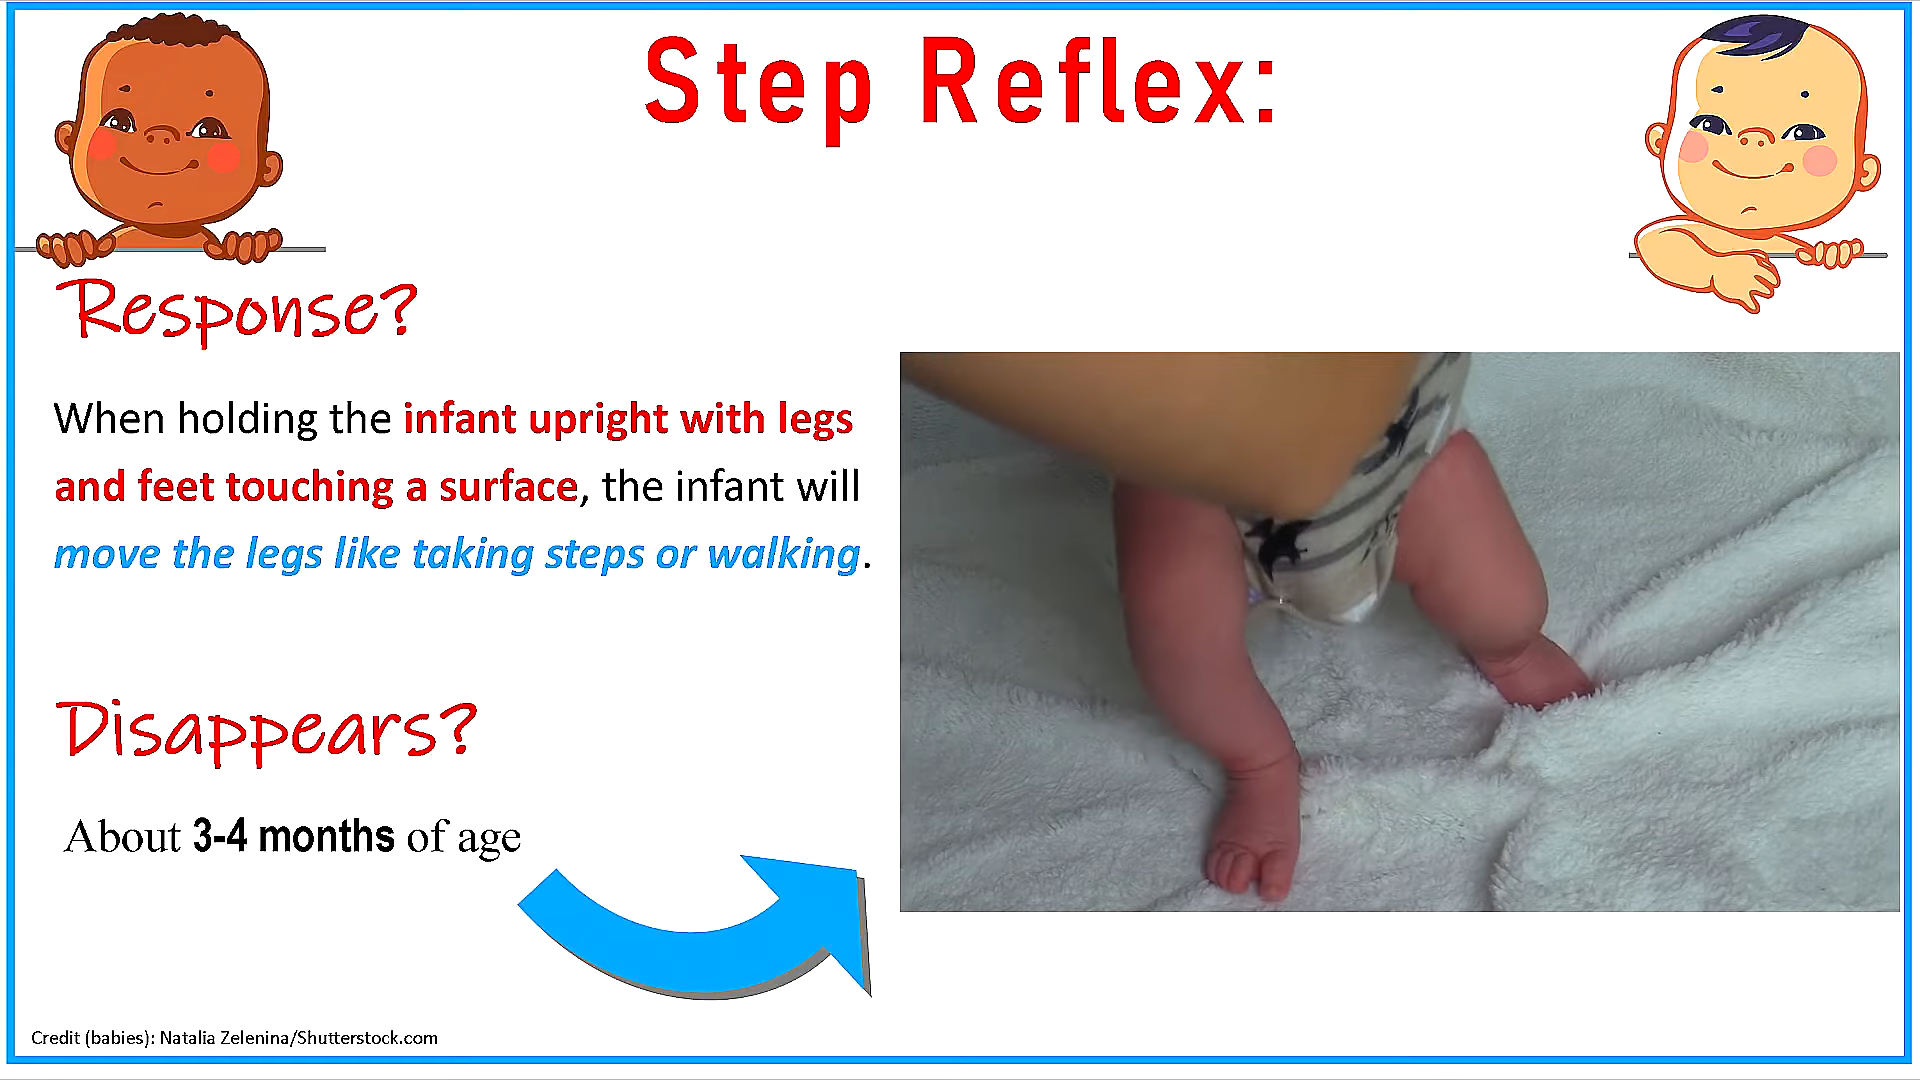 Step Reflex:
Response?
When holding the infant upright with legs
and feet touching a surface, the infant will
move the legs like taking steps or walking.
Disappears?
About 3-4 months of age
Credit (babies): Natalia Zelenina/Shutterstock.com